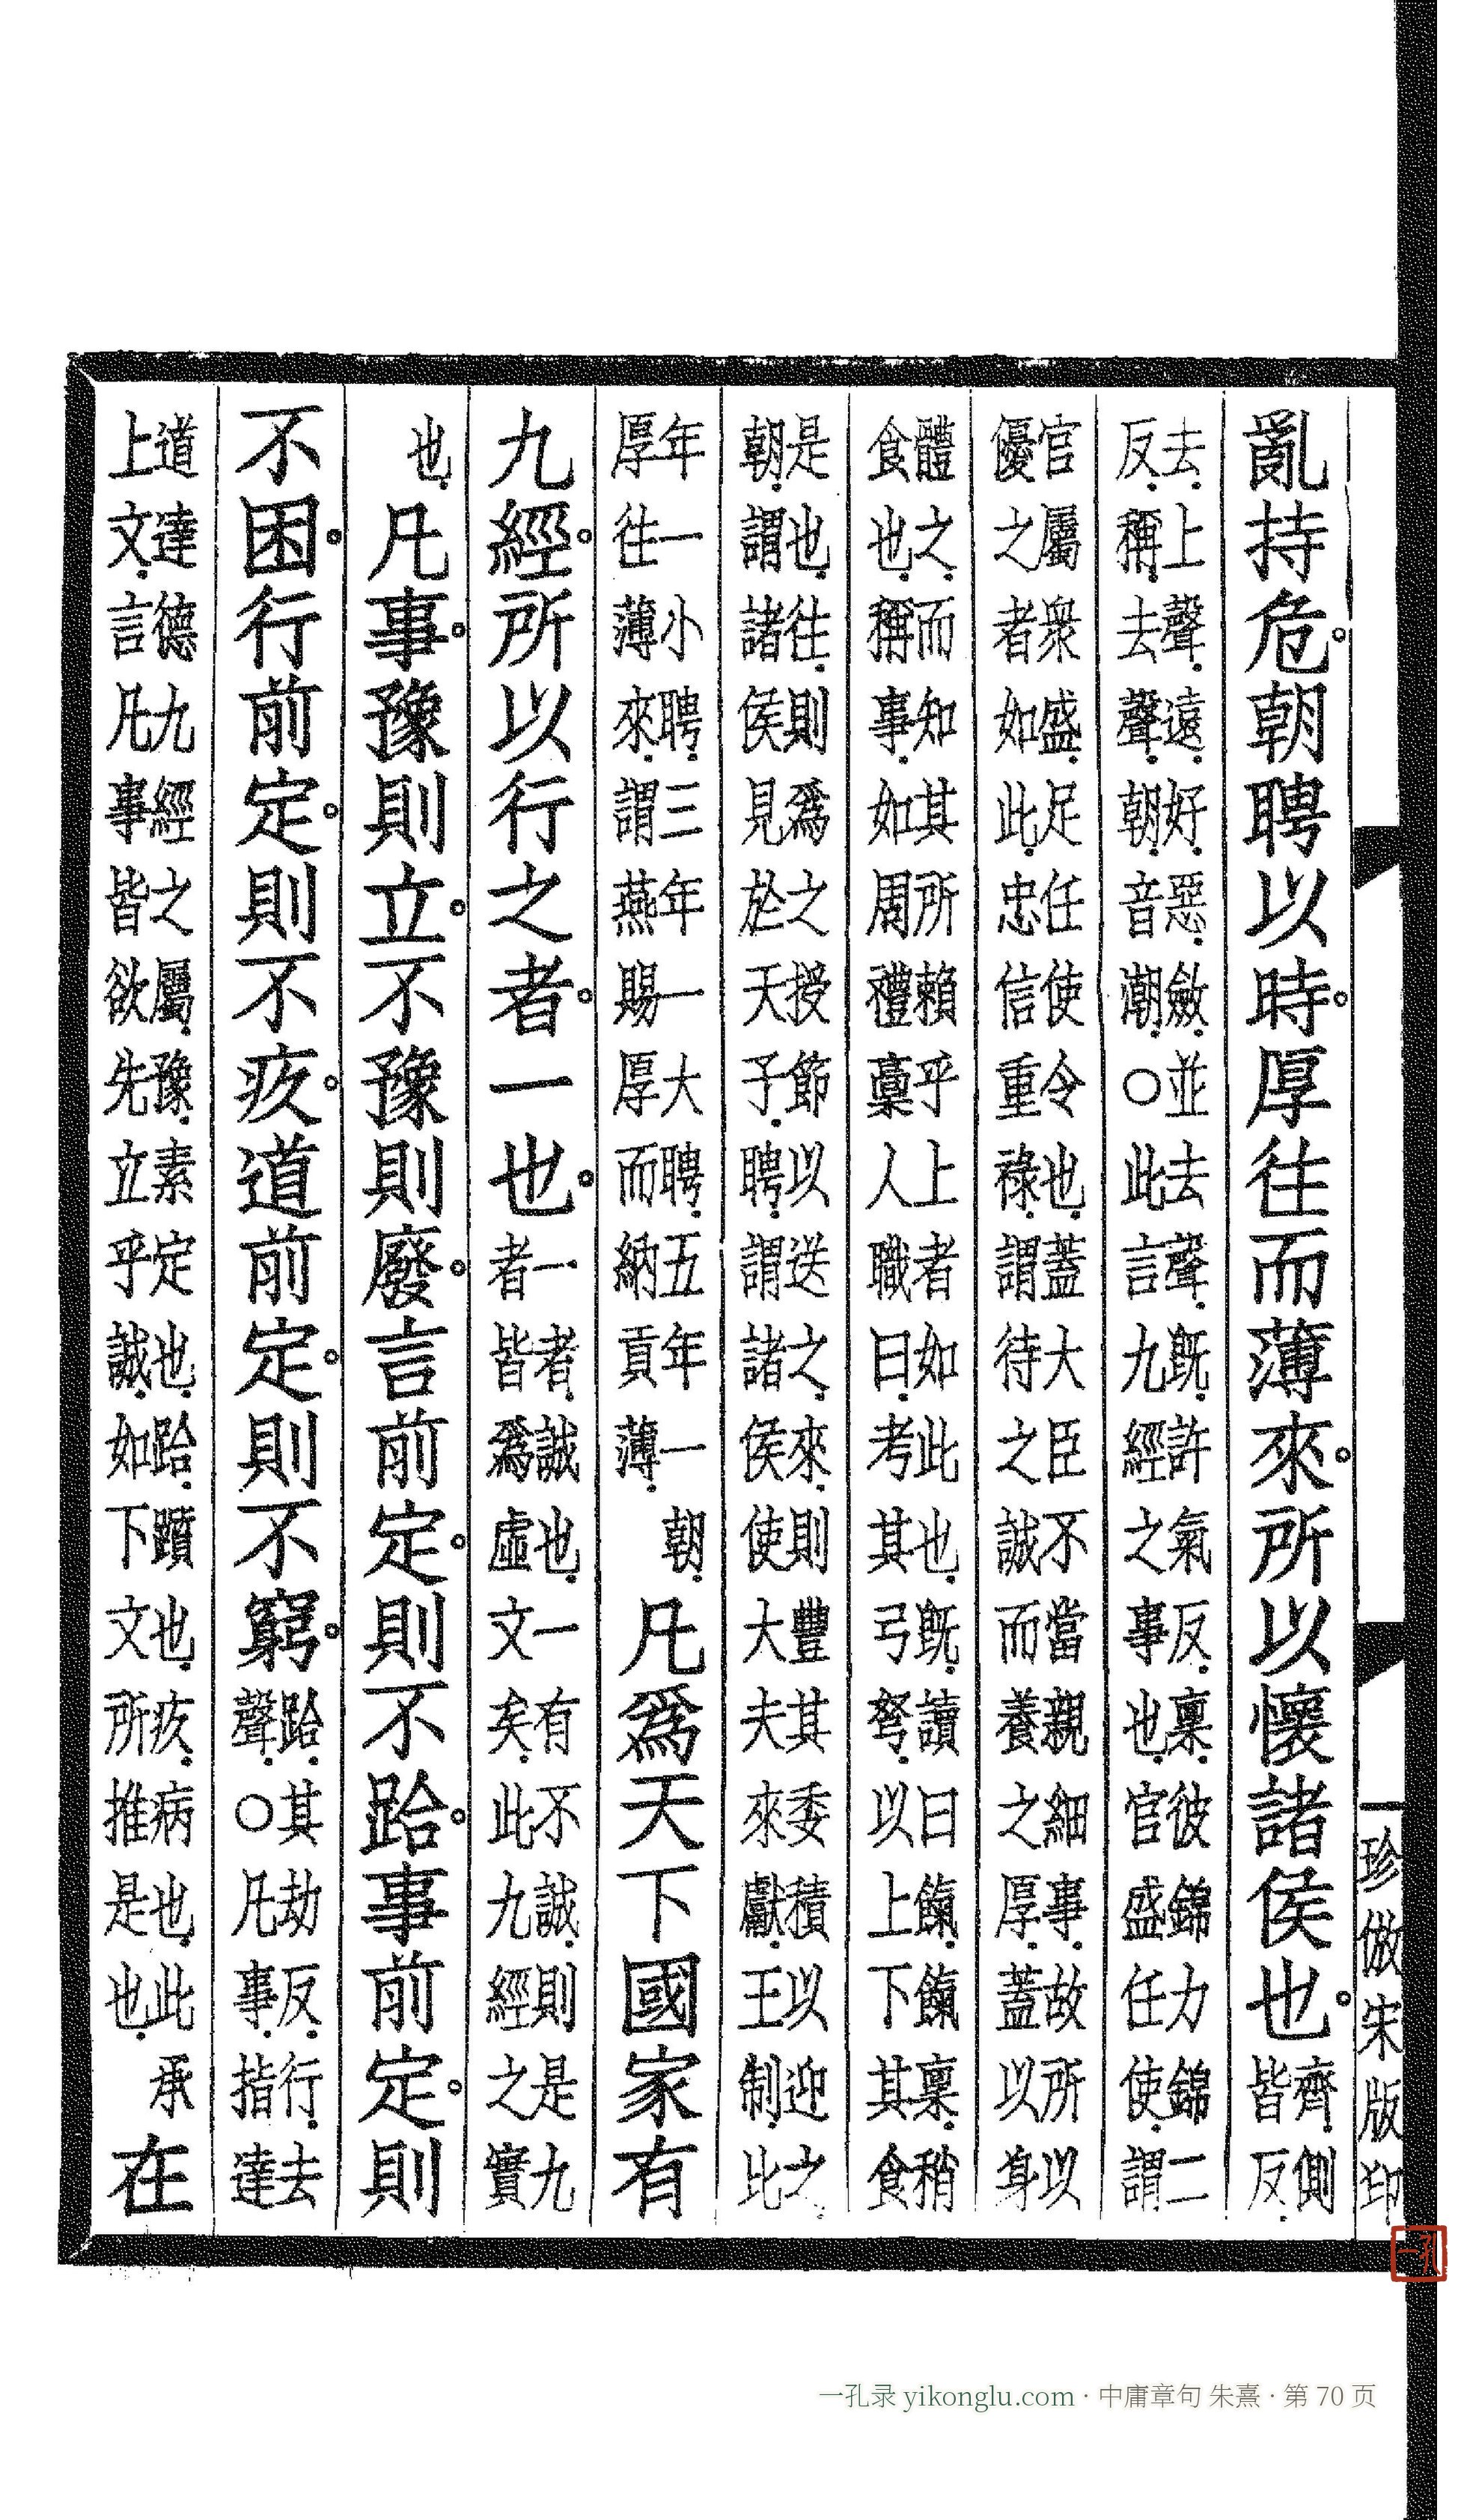 珍倣宋版印
亂持危。朝聘以時。厚往而薄來。所以懷諸侯也。齊.側
皆反.
去.上聲.遠.好.惡.斂.並去聲.既.許氣反.稟.彼錦力錦二
反.稱.去聲.朝.音潮.○此言九經之事也.官盛任使.謂
官屬衆盛.足任使令也.蓋大臣不當親細事.故所以
優之者如此.忠信重祿.謂待之誠而養之厚.蓋以身
體之.而知其所賴乎上者如此也.既.讀曰餼.餼稟.稍
食也.稱事.如周禮藁人職曰.考其弓弩.以上下其食
是也.往.則爲之授節以送之.來.則豐其委積以迎之
朝.謂諸侯見於天子.聘.謂諸侯使大夫來獻.王制.比
年一小聘.三年一大聘.五年一朝.
厚往薄來.謂燕賜厚而納貢薄.
凡爲天下國家有
九經。所以行之者。一也。一者.誠也.一有不誠.則是九
者皆爲虛文矣.此九經之實
也.凡事。豫則立。不豫則廢。言前定。則不跲。事前定。則
不困。行前定。則不疚。道前定。則不窮。跲.其劫反.行.去
聲.○凡事.指達
道達德九經之屬.豫.素定也.跲.躓也.疚.病也.此承
上文.言凡事皆欲先立乎誠.如下文所推是也.
在
一孔
一孔录 yikonglu.com · 中庸章句 朱熹 · 第 70 页